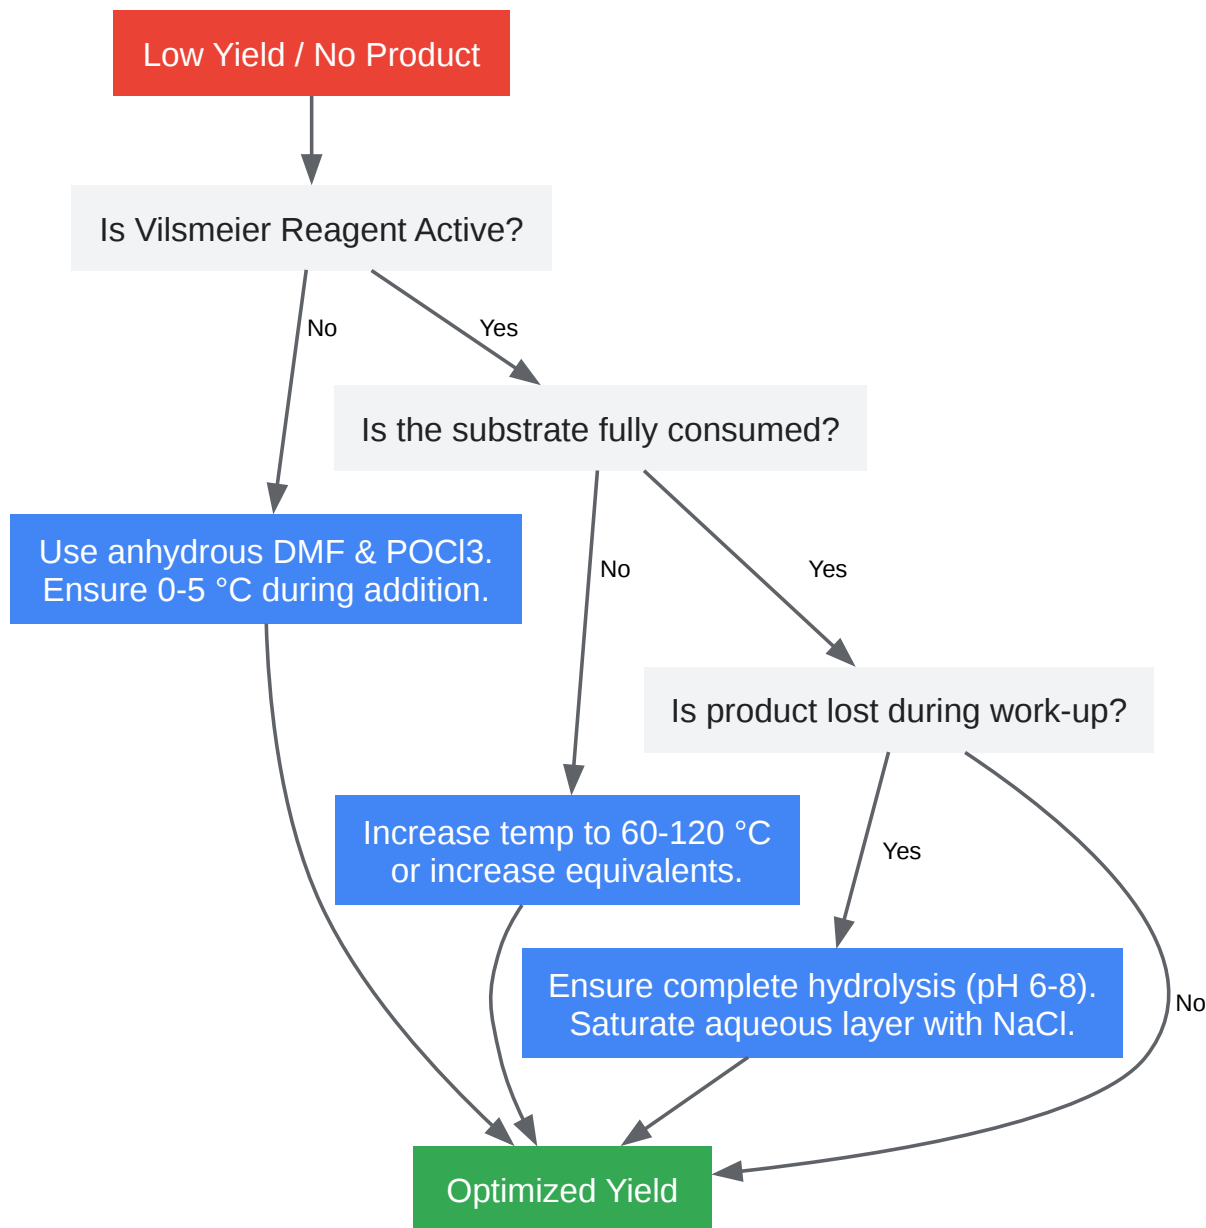 Low Yield / No Product
Is Vilsmeier Reagent Active?
No
Yes
Is the substrate fully consumed?
Use anhydrous DMF & POCl3.
Ensure 0-5 °C during addition.
No
Yes
Is product lost during work-up?
Increase temp to 60-120 °C
or increase equivalents.
Yes
Ensure complete hydrolysis (pH 6-8).
Saturate aqueous layer with NaCl.
No
Optimized Yield